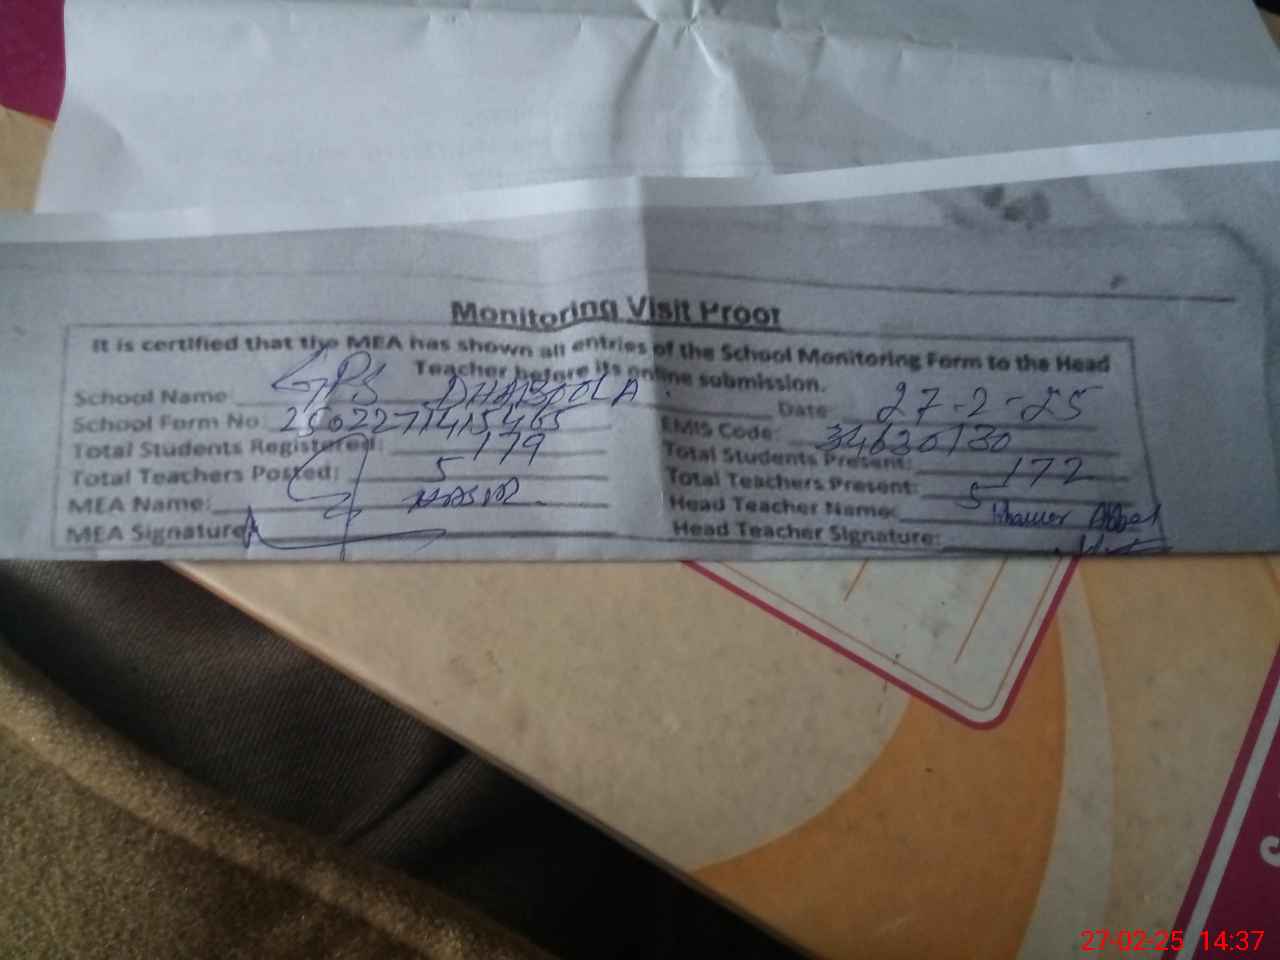 Monitoring Visit Proof
It is certified that the MEA has shown all entries of the School Monitoring Form to the Head
Teacher before its online submission.
School Name: GPS DHABOOLA Date 27-2-25
School Form No: 2502271415465 EMIS Code: 34630130
Total Students Registered: 179 Total Students Present: 172
Total Teachers Posted: 5 Total Teachers Present: 5
MEA Name: Head Teacher Name:
MEA Signature Head Teacher Signature:
27-02-25 14:37